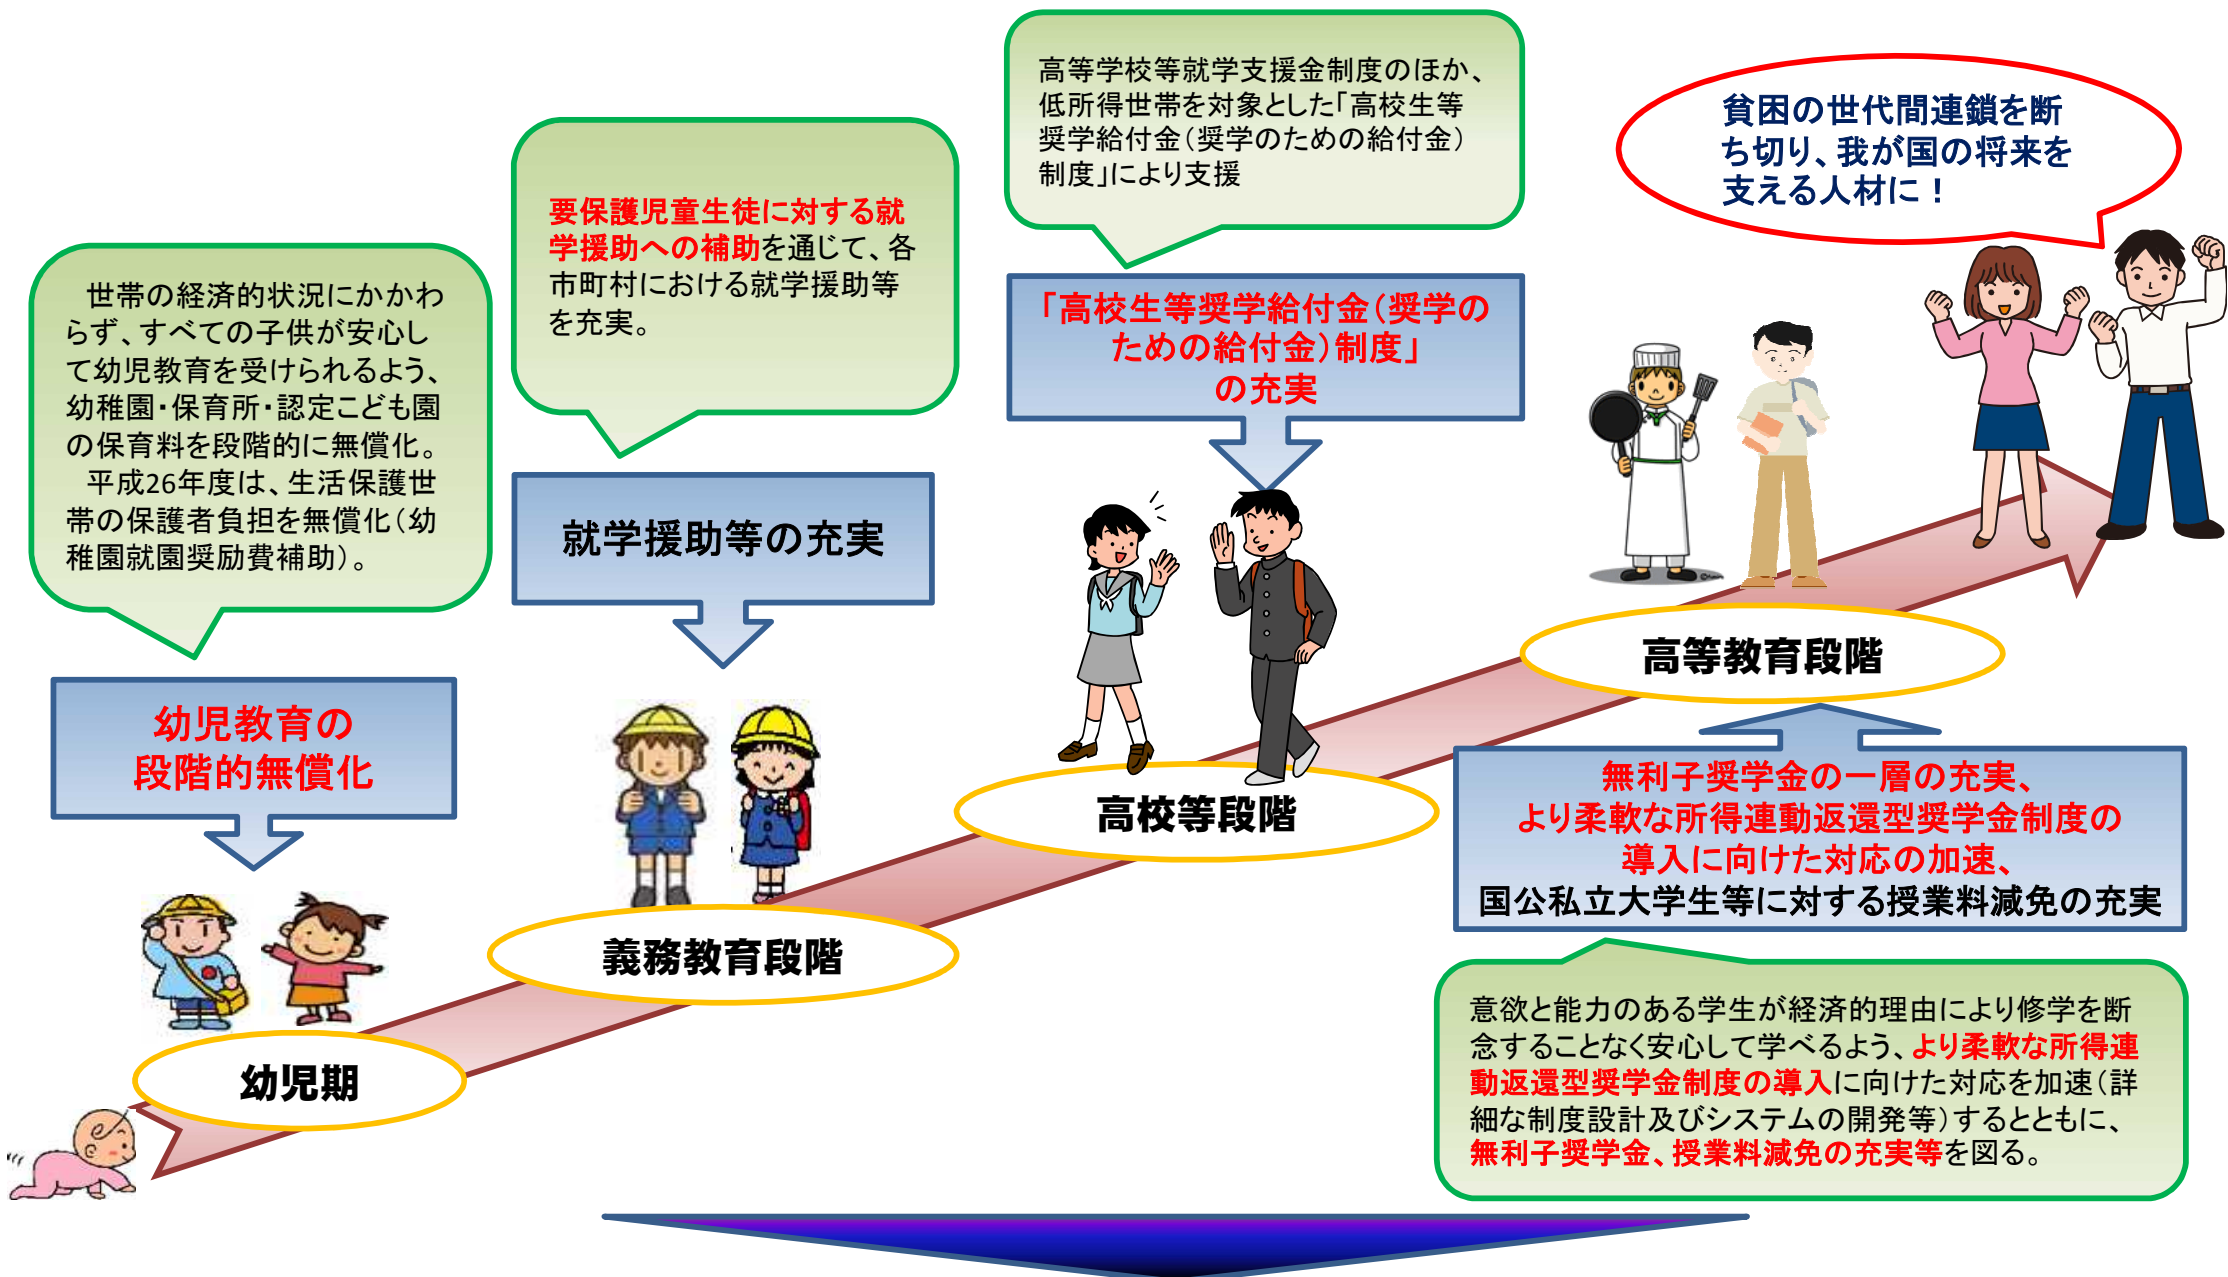 世帯の経済的状況にかかわ
らず、すべての子供が安心し
て幼児教育を受けられるよう、
幼稚園・保育所・認定こども園
の保育料を段階的に無償化。
平成26年度は、生活保護世
帯の保護者負担を無償化（幼
稚園就園奨励費補助）。
幼児教育の
段階的無償化
幼児期
要保護児童生徒に対する就
学援助への補助を通じて、各
市町村における就学援助等
を充実。
就学援助等の充実
義務教育段階
高等学校等就学支援金制度のほか、
低所得世帯を対象とした「高校生等
奨学給付金（奨学のための給付金）
制度」により支援
「高校生等奨学給付金（奨学の
ための給付金）制度」
の充実
高校等段階
貧困の世代間連鎖を断
ち切り、我が国の将来を
支える人材に！
高等教育段階
無利子奨学金の一層の充実、
より柔軟な所得連動返還型奨学金制度の
導入に向けた対応の加速、
国公私立大学生等に対する授業料減免の充実
意欲と能力のある学生が経済的理由により修学を断
念することなく安心して学べるよう、より柔軟な所得連
動返還型奨学金制度の導入に向けた対応を加速（詳
細な制度設計及びシステムの開発等）するとともに、
無利子奨学金、授業料減免の充実等を図る。